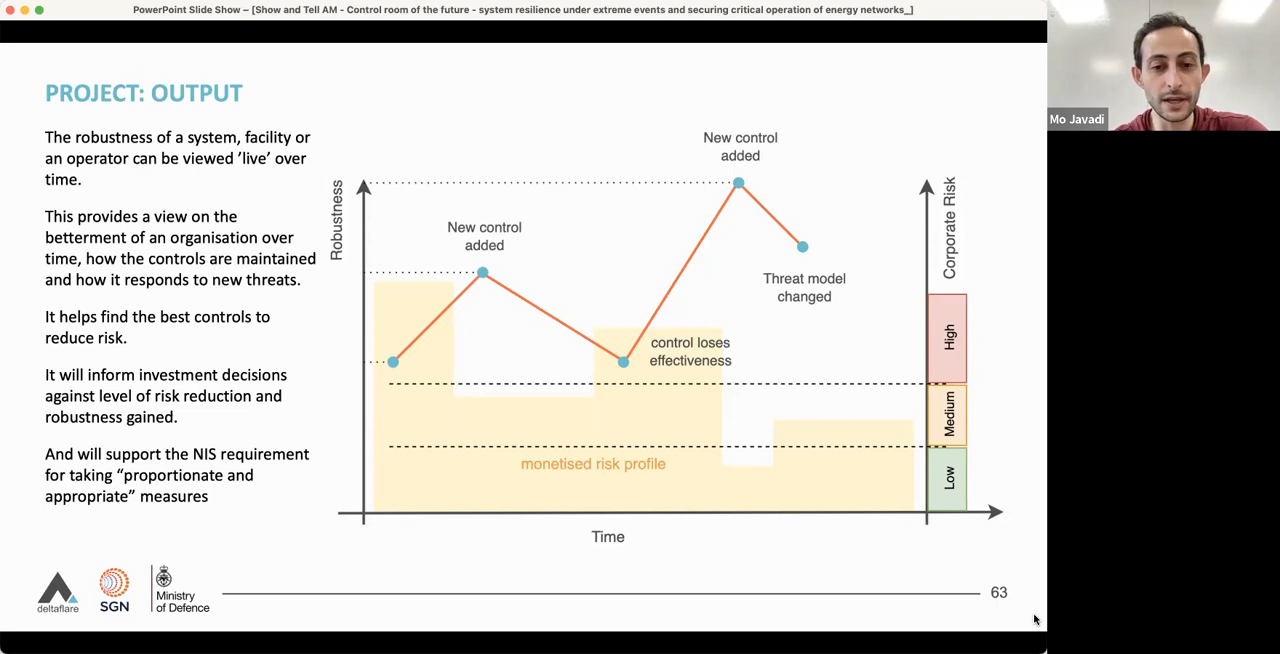 PowerPoint Slide Show – [Show and Tell AM - Control room of the future - system resilience under extreme events and securing critical operation of energy networks_]
Mo Javadi
PROJECT: OUTPUT
The robustness of a system, facility or
an operator can be viewed 'live' over
time.
This provides a view on the
betterment of an organisation over
time, how the controls are maintained
and how it responds to new threats.
It helps find the best controls to
reduce risk.
It will inform investment decisions
against level of risk reduction and
robustness gained.
And will support the NIS requirement
for taking “proportionate and
appropriate” measures
Robustness
New control
added
control loses
effectiveness
New control
added
Threat model
changed
monetised risk profile
Time
Corporate Risk
High
Medium
Low
deltaflare
SGN
Ministry
of Defence
63